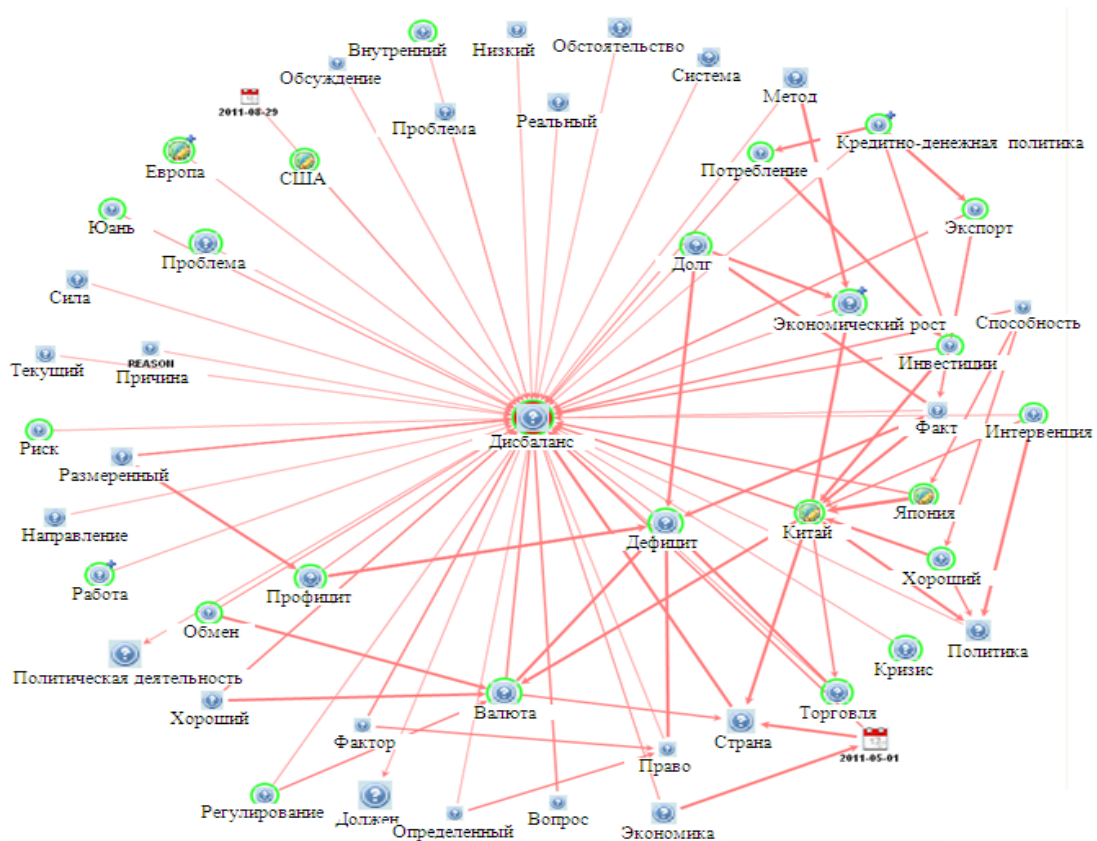 Внутренний
Низкий
Обстоятельство
Обсуждение
Система
Метод
2011-08-29
Проблема
Реальный
Кредитно-денежная политика
Европа
США
Потребление
Юань
Экспорт
Проблема
Долг
Сила
Экономический рост
Способность
Текущий
REASON
Причина
Инвестиции
Дисбаланс
Факт
Интервенция
Риск
Размеренный
Направление
Дефицит
Китай
Япония
Работа
Профицит
Хороший
Обмен
Политика
Политическая деятельность
Кризис
Хороший
Валюта
Страна
Торговля
Фактор
Право
2011-05-01
Регулирование
Должен
Определенный
Вопрос
Экономика